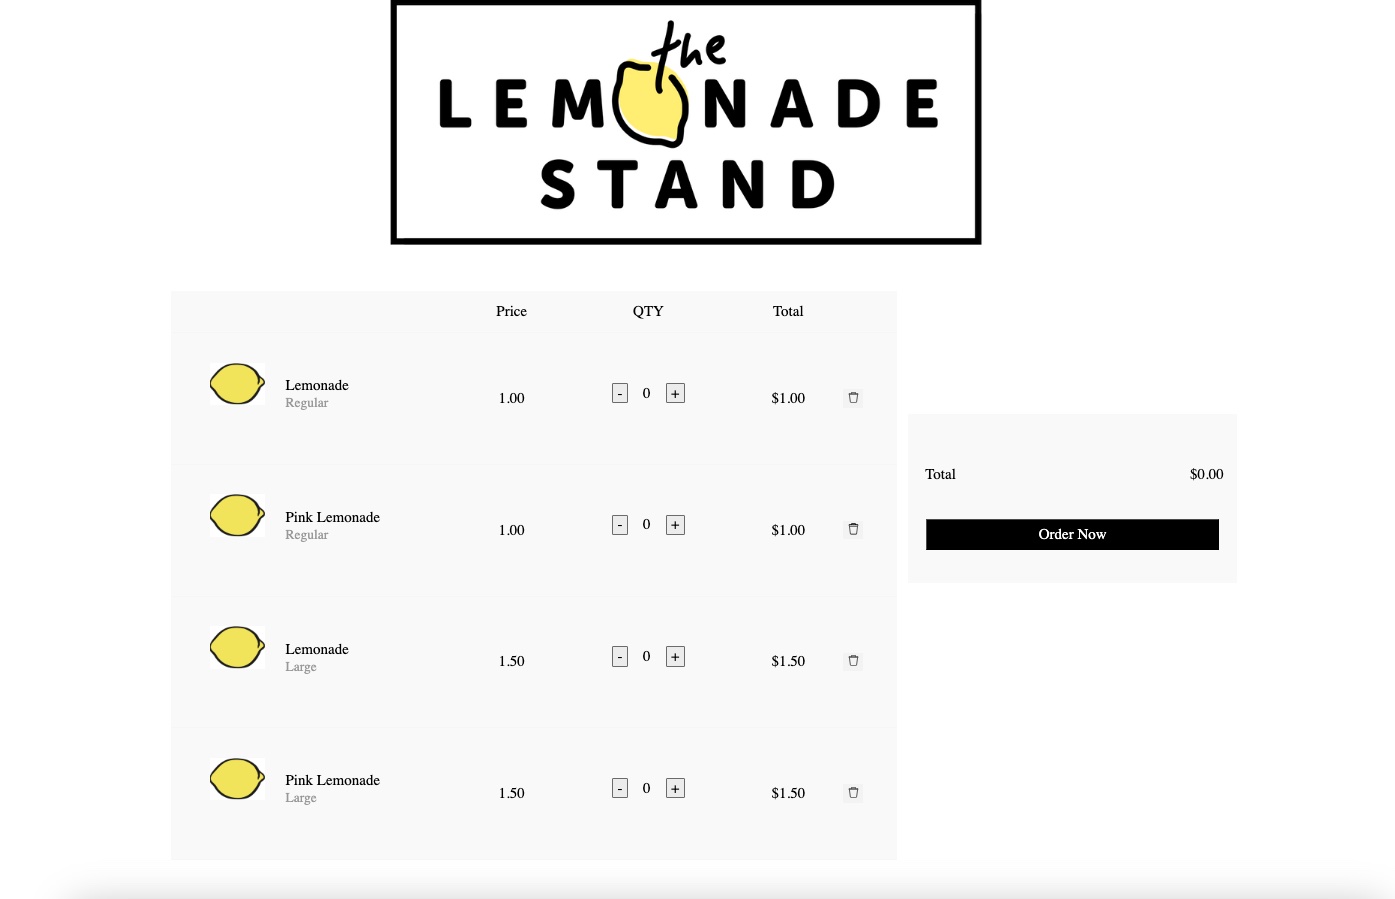 the
LEMONADE
STAND
Price QTY Total
Lemonade
Regular
1.00 - 0 + $1.00
Pink Lemonade
Regular
1.00 - 0 + $1.00
Total $0.00
Order Now
Lemonade
Large
1.50 - 0 + $1.50
Pink Lemonade
Large
1.50 - 0 + $1.50